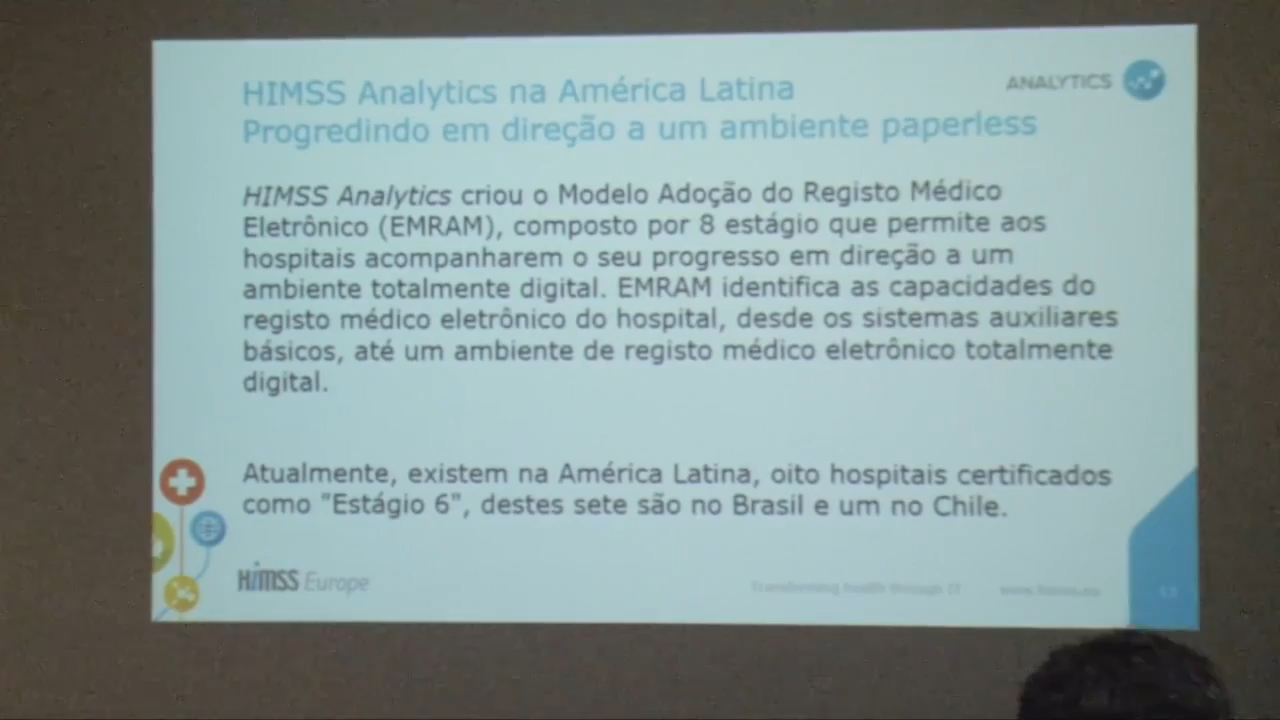 HIMSS Analytics na América Latina
ANALYTICS
Progredindo em direção a um ambiente paperless
HIMSS Analytics criou o Modelo Adoção do Registo Médico
Eletrônico (EMRAM), composto por 8 estágio que permite aos
hospitais acompanharem o seu progresso em direção a um
ambiente totalmente digital. EMRAM identifica as capacidades do
registo médico eletrônico do hospital, desde os sistemas auxiliares
básicos, até um ambiente de registo médico eletrônico totalmente
digital.
Atualmente, existem na América Latina, oito hospitais certificados
como "Estágio 6", destes sete são no Brasil e um no Chile.
HIMSS Europe
Transforming health through IT